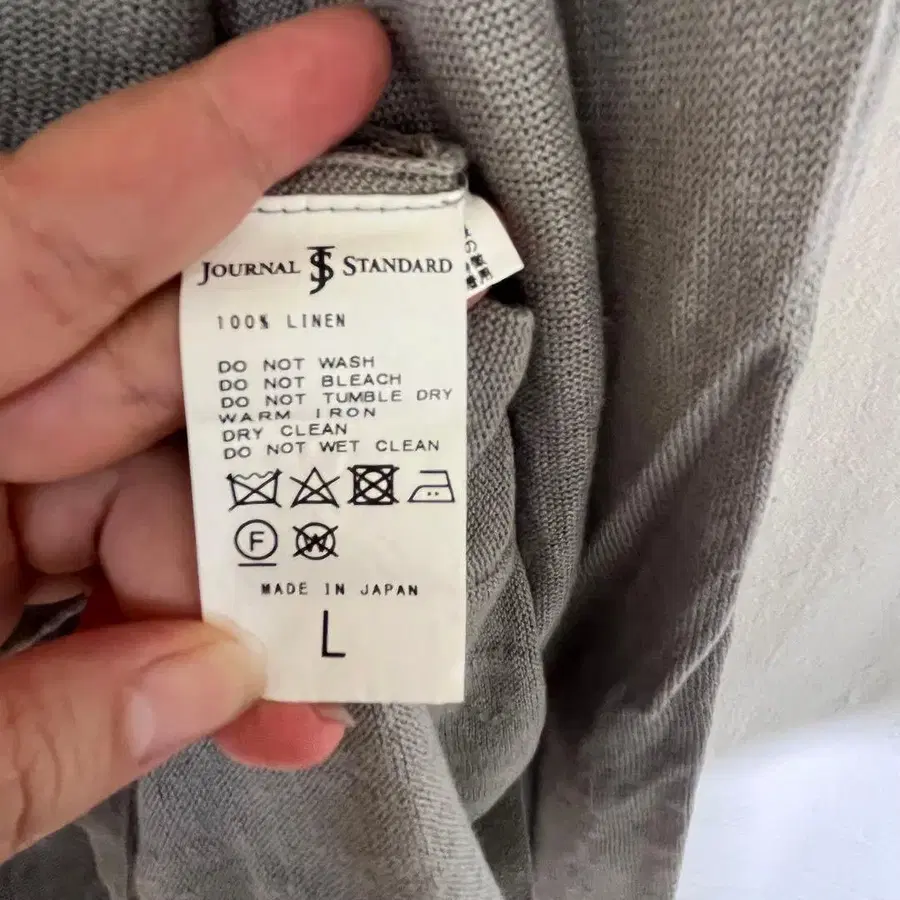 JOURNAL JS STANDARD
100% LINEN
DO NOT WASH
DO NOT BLEACH
DO NOT TUMBLE DRY
WARM IRON
DRY CLEAN
DO NOT WET CLEAN
F W
MADE IN JAPAN
L